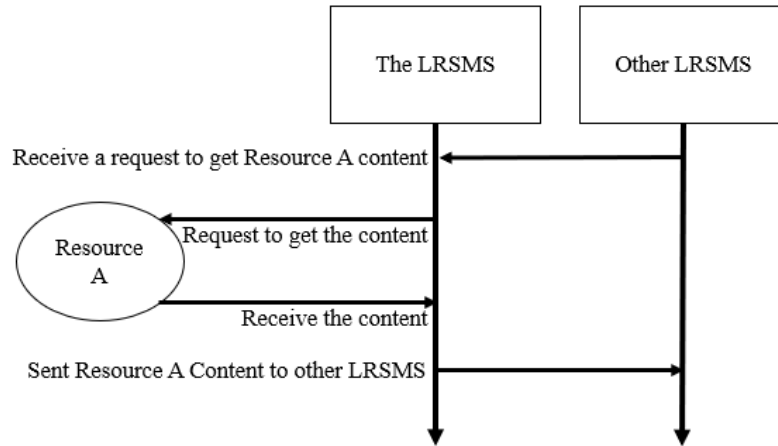 The LRSMS
Other LRSMS
Receive a request to get Resource A content
Request to get the content
Resource
A
Receive the content
Sent Resource A Content to other LRSMS